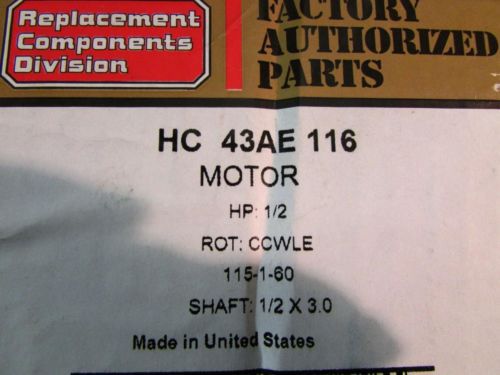 Replacement
Components
Division
FACTORY
AUTHORIZED
PARTS
HC 43AE 116
MOTOR
HP: 1/2
ROT: CCWLE
115-1-60
SHAFT: 1/2 X 3.0
Made in United States